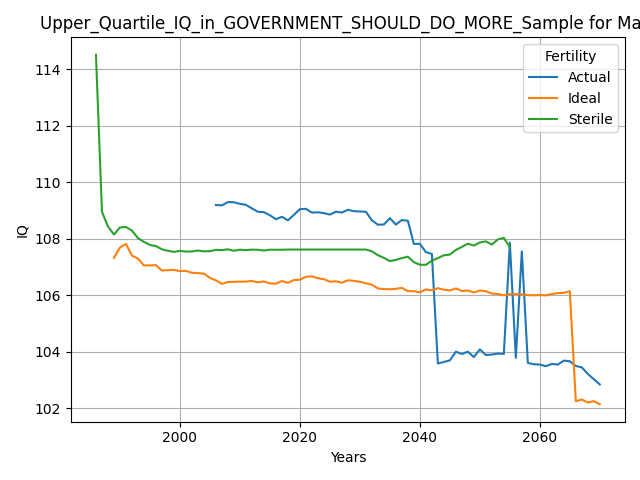 Upper_Quartile_IQ_in_GOVERNMENT_SHOULD_DO_MORE_Sample for Ma
114
112
110
108
106
104
102
IQ
Fertility
Actual
Ideal
Sterile
2000
2020
2040
2060
Years